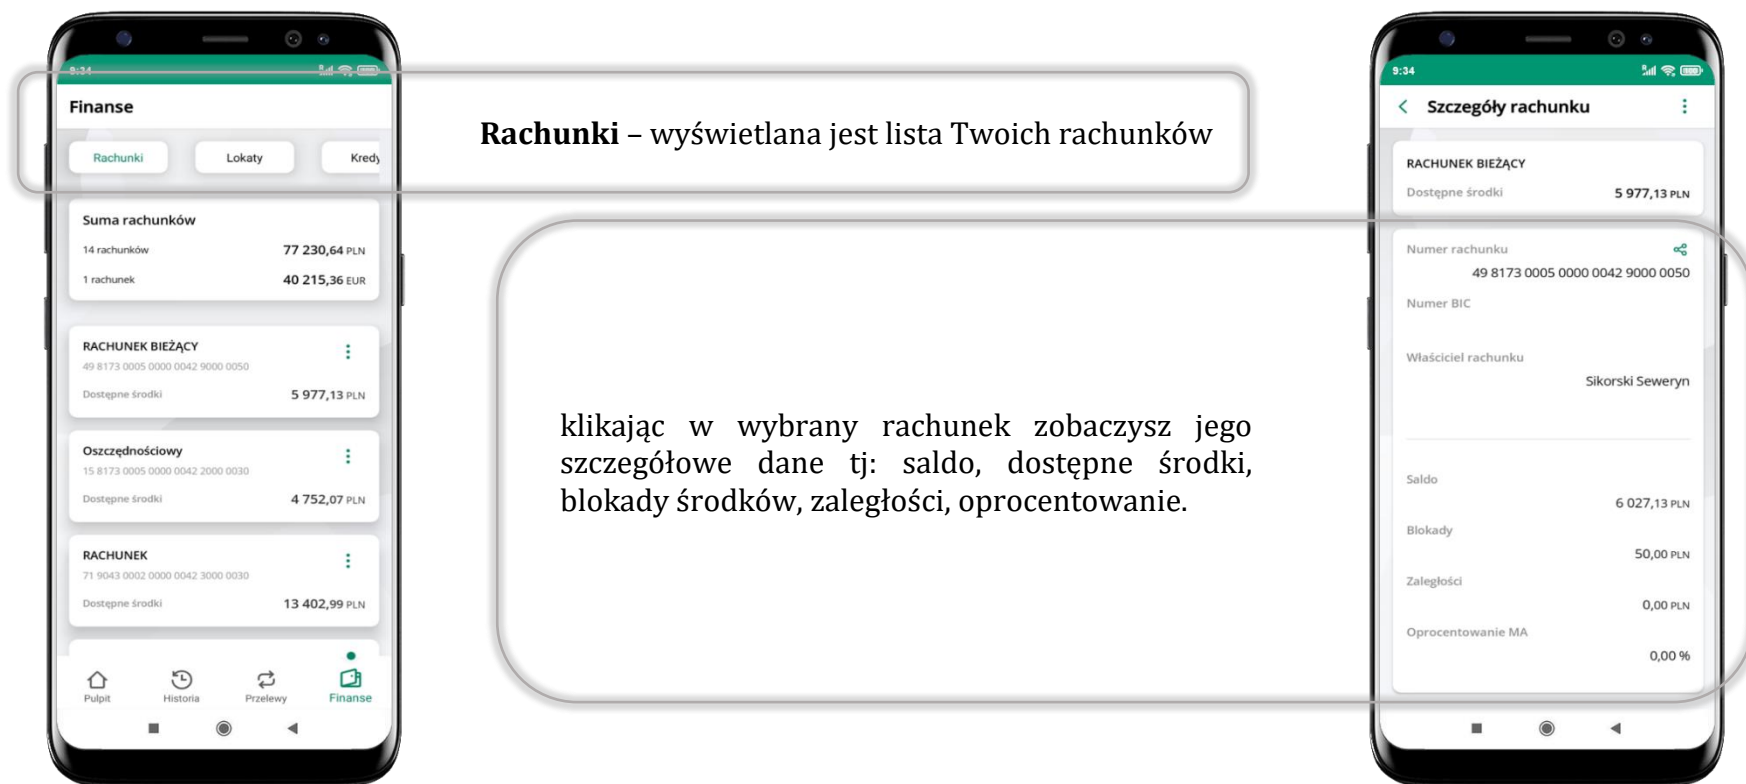 9:34
Finanse
Rachunki
Lokaty
Kredy
Suma rachunków
14 rachunków 77 230,64 PLN
1 rachunek 40 215,36 EUR
RACHUNEK BIEŻĄCY
49 8173 0005 0000 0042 9000 0050
Dostępne środki 5 977,13 PLN
Oszczędnościowy
15 8173 0005 0000 0042 2000 0030
Dostępne środki 4 752,07 PLN
RACHUNEK
71 9043 0002 0000 0042 3000 0030
Dostępne środki 13 402,99 PLN
Pulpit Historia Przelewy Finanse
Rachunki – wyświetlana jest lista Twoich rachunków
klikając w wybrany rachunek zobaczysz jego
szczegółowe dane tj: saldo, dostępne środki,
blokady środków, zaległości, oprocentowanie.
9:34
Szczegóły rachunku
RACHUNEK BIEŻĄCY
Dostępne środki 5 977,13 PLN
Numer rachunku
49 8173 0005 0000 0042 9000 0050
Numer BIC
Właściciel rachunku
Sikorski Seweryn
Saldo
6 027,13 PLN
Blokady
50,00 PLN
Zaległości
0,00 PLN
Oprocentowanie MA
0,00 %